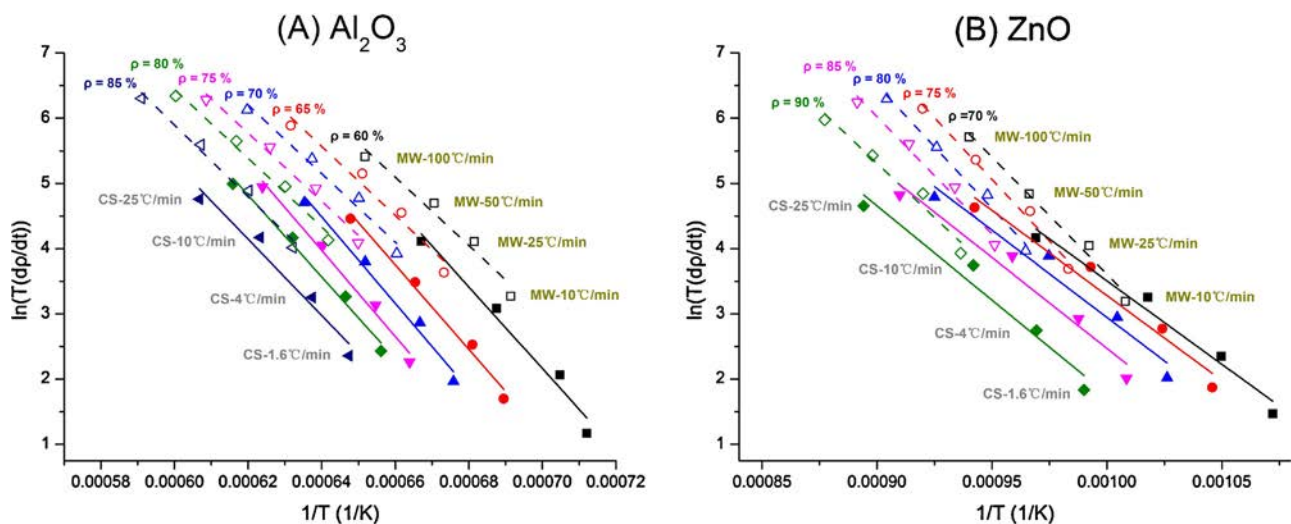 (A) Al₂O₃
7
6
5
4
3
2
1
ln(T(dρ/dt))
ρ = 85 %
ρ = 80 %
ρ = 75 %
ρ = 70 %
ρ = 65 %
ρ = 60 %
MW-100℃/min
MW-50℃/min
MW-25℃/min
MW-10℃/min
CS-25℃/min
CS-10℃/min
CS-4℃/min
CS-1.6℃/min
0.00058 0.00060 0.00062 0.00064 0.00066 0.00068 0.00070 0.00072
1/T (1/K)
(B) ZnO
7
6
5
4
3
2
1
ln(T(dρ/dt))
ρ = 90 %
ρ = 85 %
ρ = 80 %
ρ = 75 %
ρ =70 %
MW-100℃/min
MW-50℃/min
MW-25℃/min
MW-10℃/min
CS-25℃/min
CS-10℃/min
CS-4℃/min
CS-1.6℃/min
0.00085 0.00090 0.00095 0.00100 0.00105
1/T (1/K)